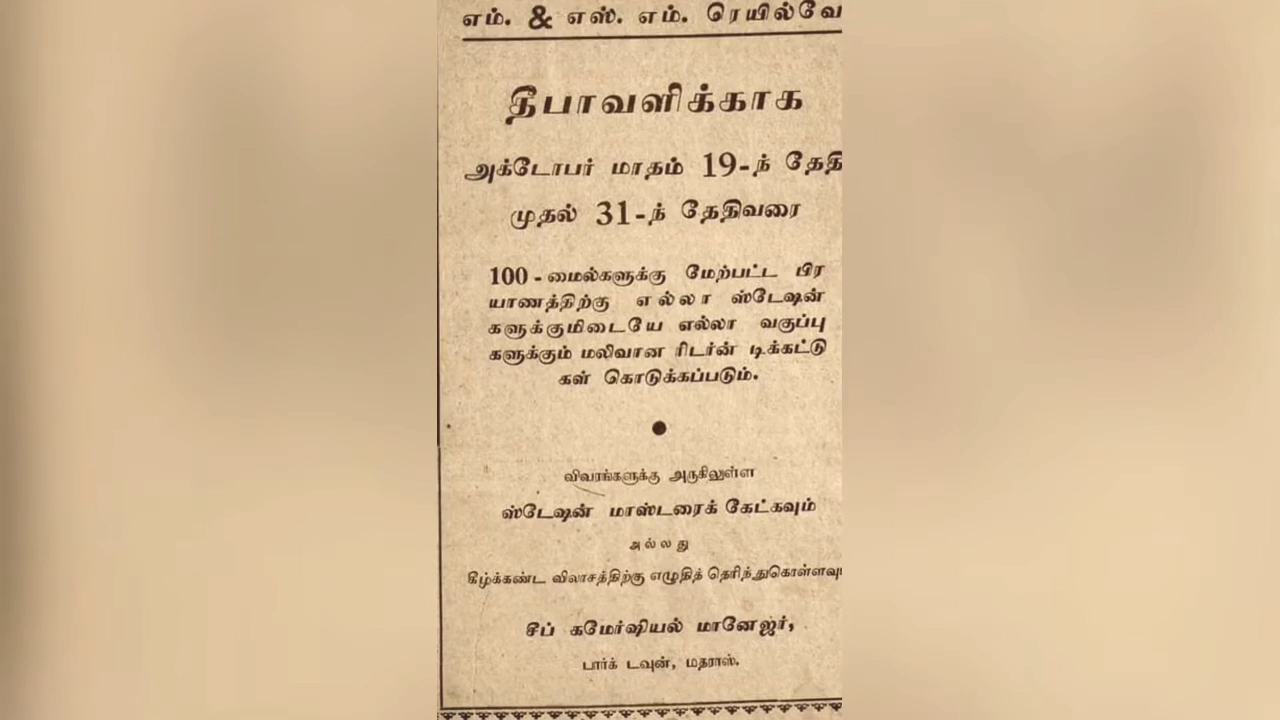 எம். & எஸ். எம். ரெயில்வே
தீபாவளிக்காக
அக்டோபர் மாதம் 19-ந் தேதி
முதல் 31-ந் தேதிவரை
100 - மைல்களுக்கு மேற்பட்ட பிர
யாணத்திற்கு எல்லா ஸ்டேஷன்
களுக்குமிடையே எல்லா வகுப்பு
களுக்கும் மலிவான ரிடர்ன் டிக்கட்டு
கள் கொடுக்கப்படும்.
விவரங்களுக்கு அருகிலுள்ள
ஸ்டேஷன் மாஸ்டரைக் கேட்கவும்
அல்லது
கீழ்க்கண்ட விலாசத்திற்கு எழுதித் தெரிந்துகொள்ளவு
சீப் கமேர்ஷியல் மானேஜர்,
பார்க் டவுன், மதராஸ்.